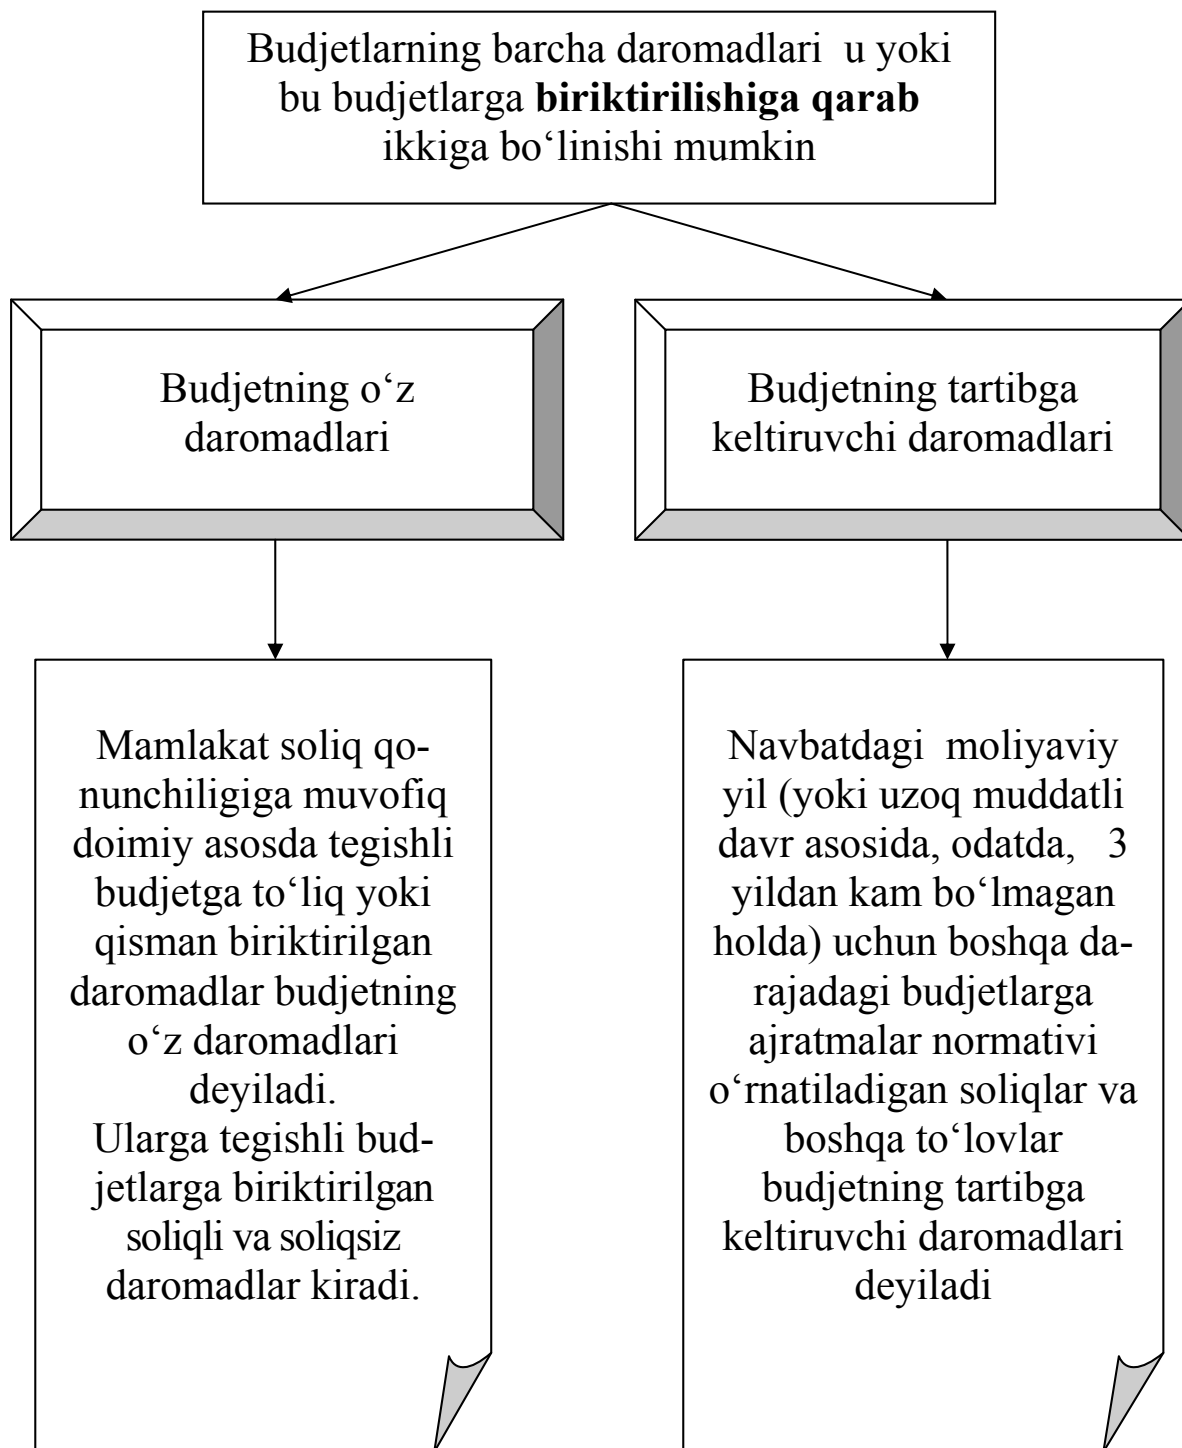 Budjetlarning barcha daromadlari u yoki
bu budjetlarga biriktirilishiga qarab
ikkiga bo‘linishi mumkin
Budjetning o‘z
daromadlari
Budjetning tartibga
keltiruvchi daromadlari
Mamlakat soliq qo-
nunchiligiga muvofiq
doimiy asosda tegishli
budjetga to‘liq yoki
qisman biriktirilgan
daromadlar budjetning
o‘z daromadlari
deyiladi.
Ularga tegishli bud-
jetlarga biriktirilgan
soliqli va soliqsiz
daromadlar kiradi.
Navbatdagi moliyaviy
yil (yoki uzoq muddatli
davr asosida, odatda, 3
yildan kam bo‘lmagan
holda) uchun boshqa da-
rajadagi budjetlarga
ajratmalar normativi
o‘rnatiladigan soliqlar va
boshqa to‘lovlar
budjetning tartibga
keltiruvchi daromadlari
deyiladi